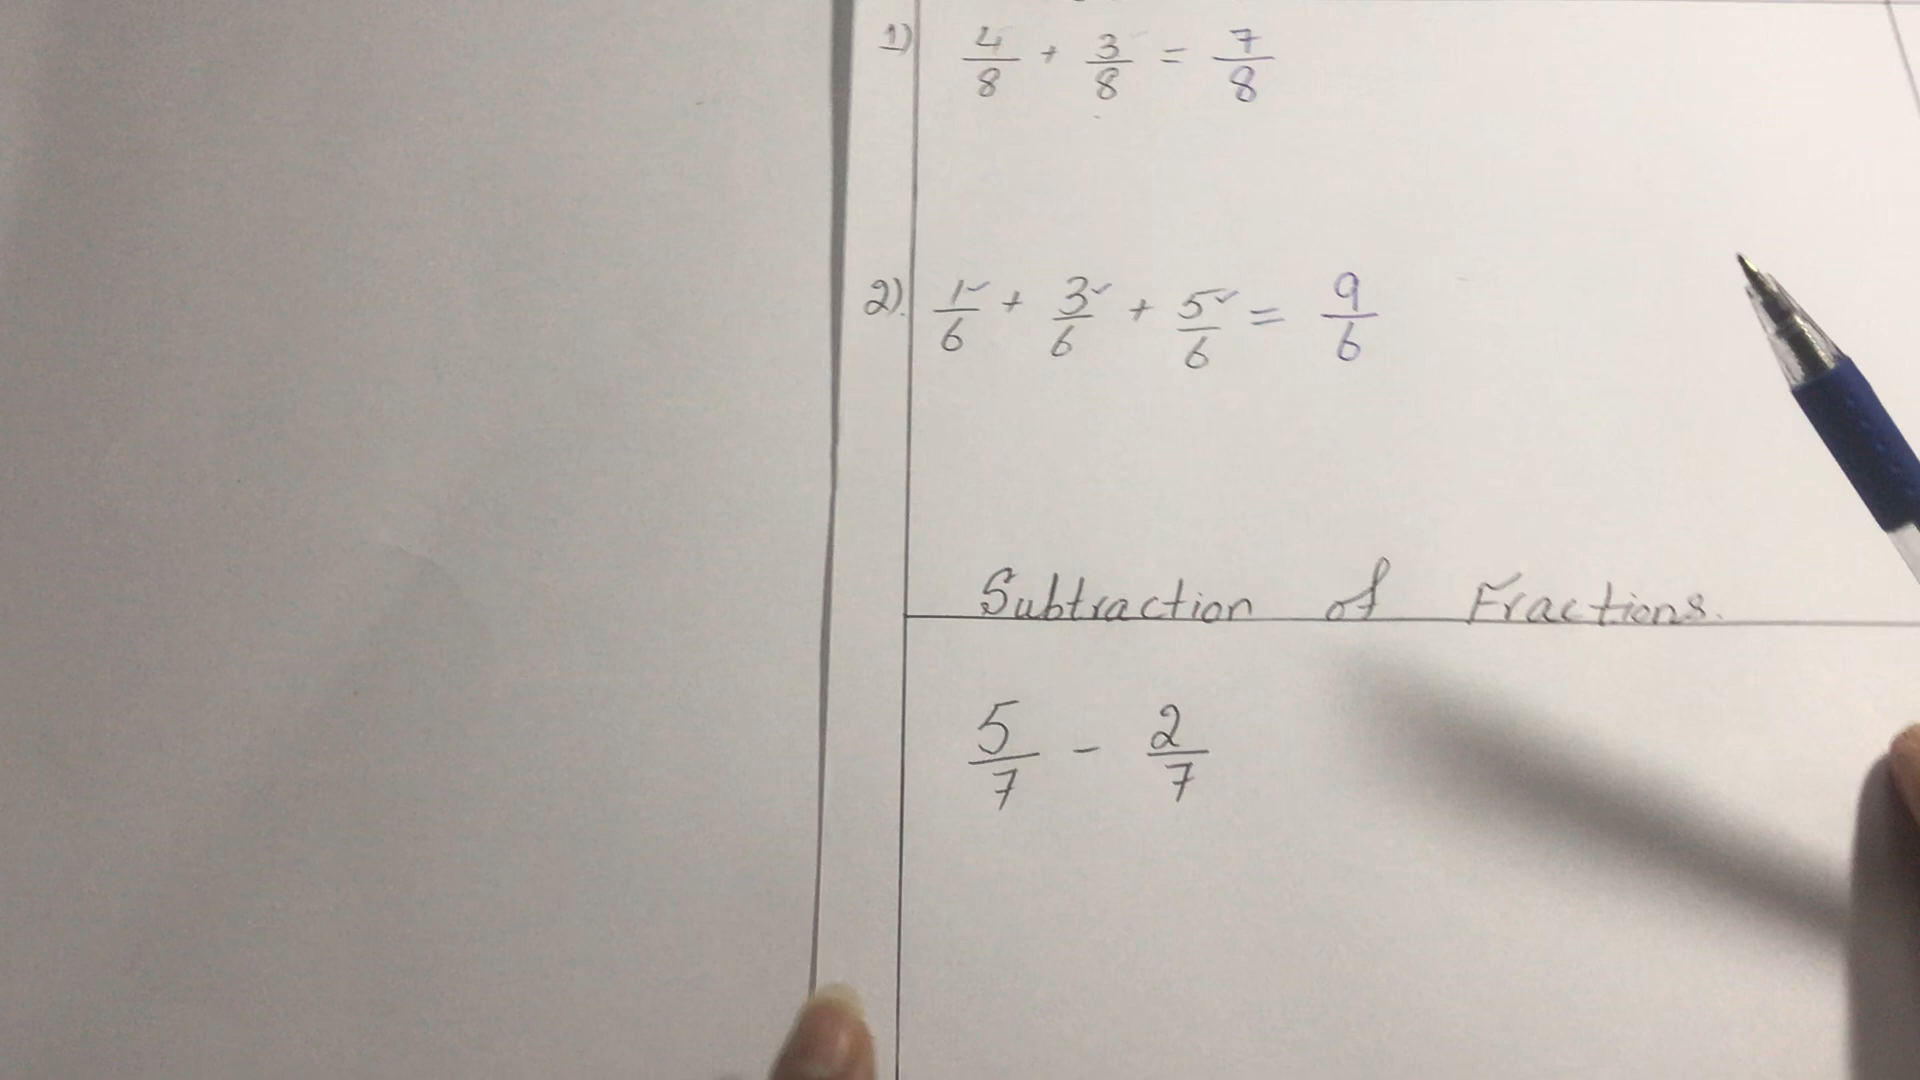 1) 4/8 + 3/8 = 7/8
2) 1/6 + 3/6 + 5/6 = 9/6
Subtraction of Fractions.
5/7 - 2/7